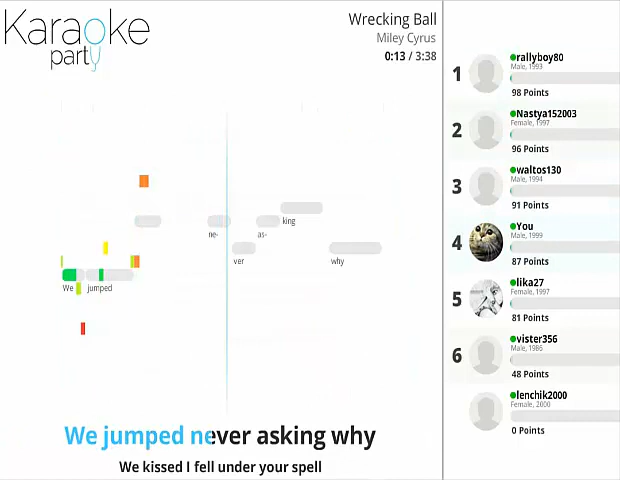 Karaoke
party
Wrecking Ball
Miley Cyrus
0:13 / 3:38
king
ne-
as-
ver
why
We
jumped
We jumped never asking why
We kissed I fell under your spell
1
rallyboy80
Male, 1993
98 Points
2
Nastya152003
Female, 1997
96 Points
3
waltos130
Male, 1994
91 Points
4
You
Male, 1999
87 Points
5
lika27
Female, 1997
81 Points
6
vister356
Male, 1986
48 Points
lenchik2000
Female, 2000
0 Points